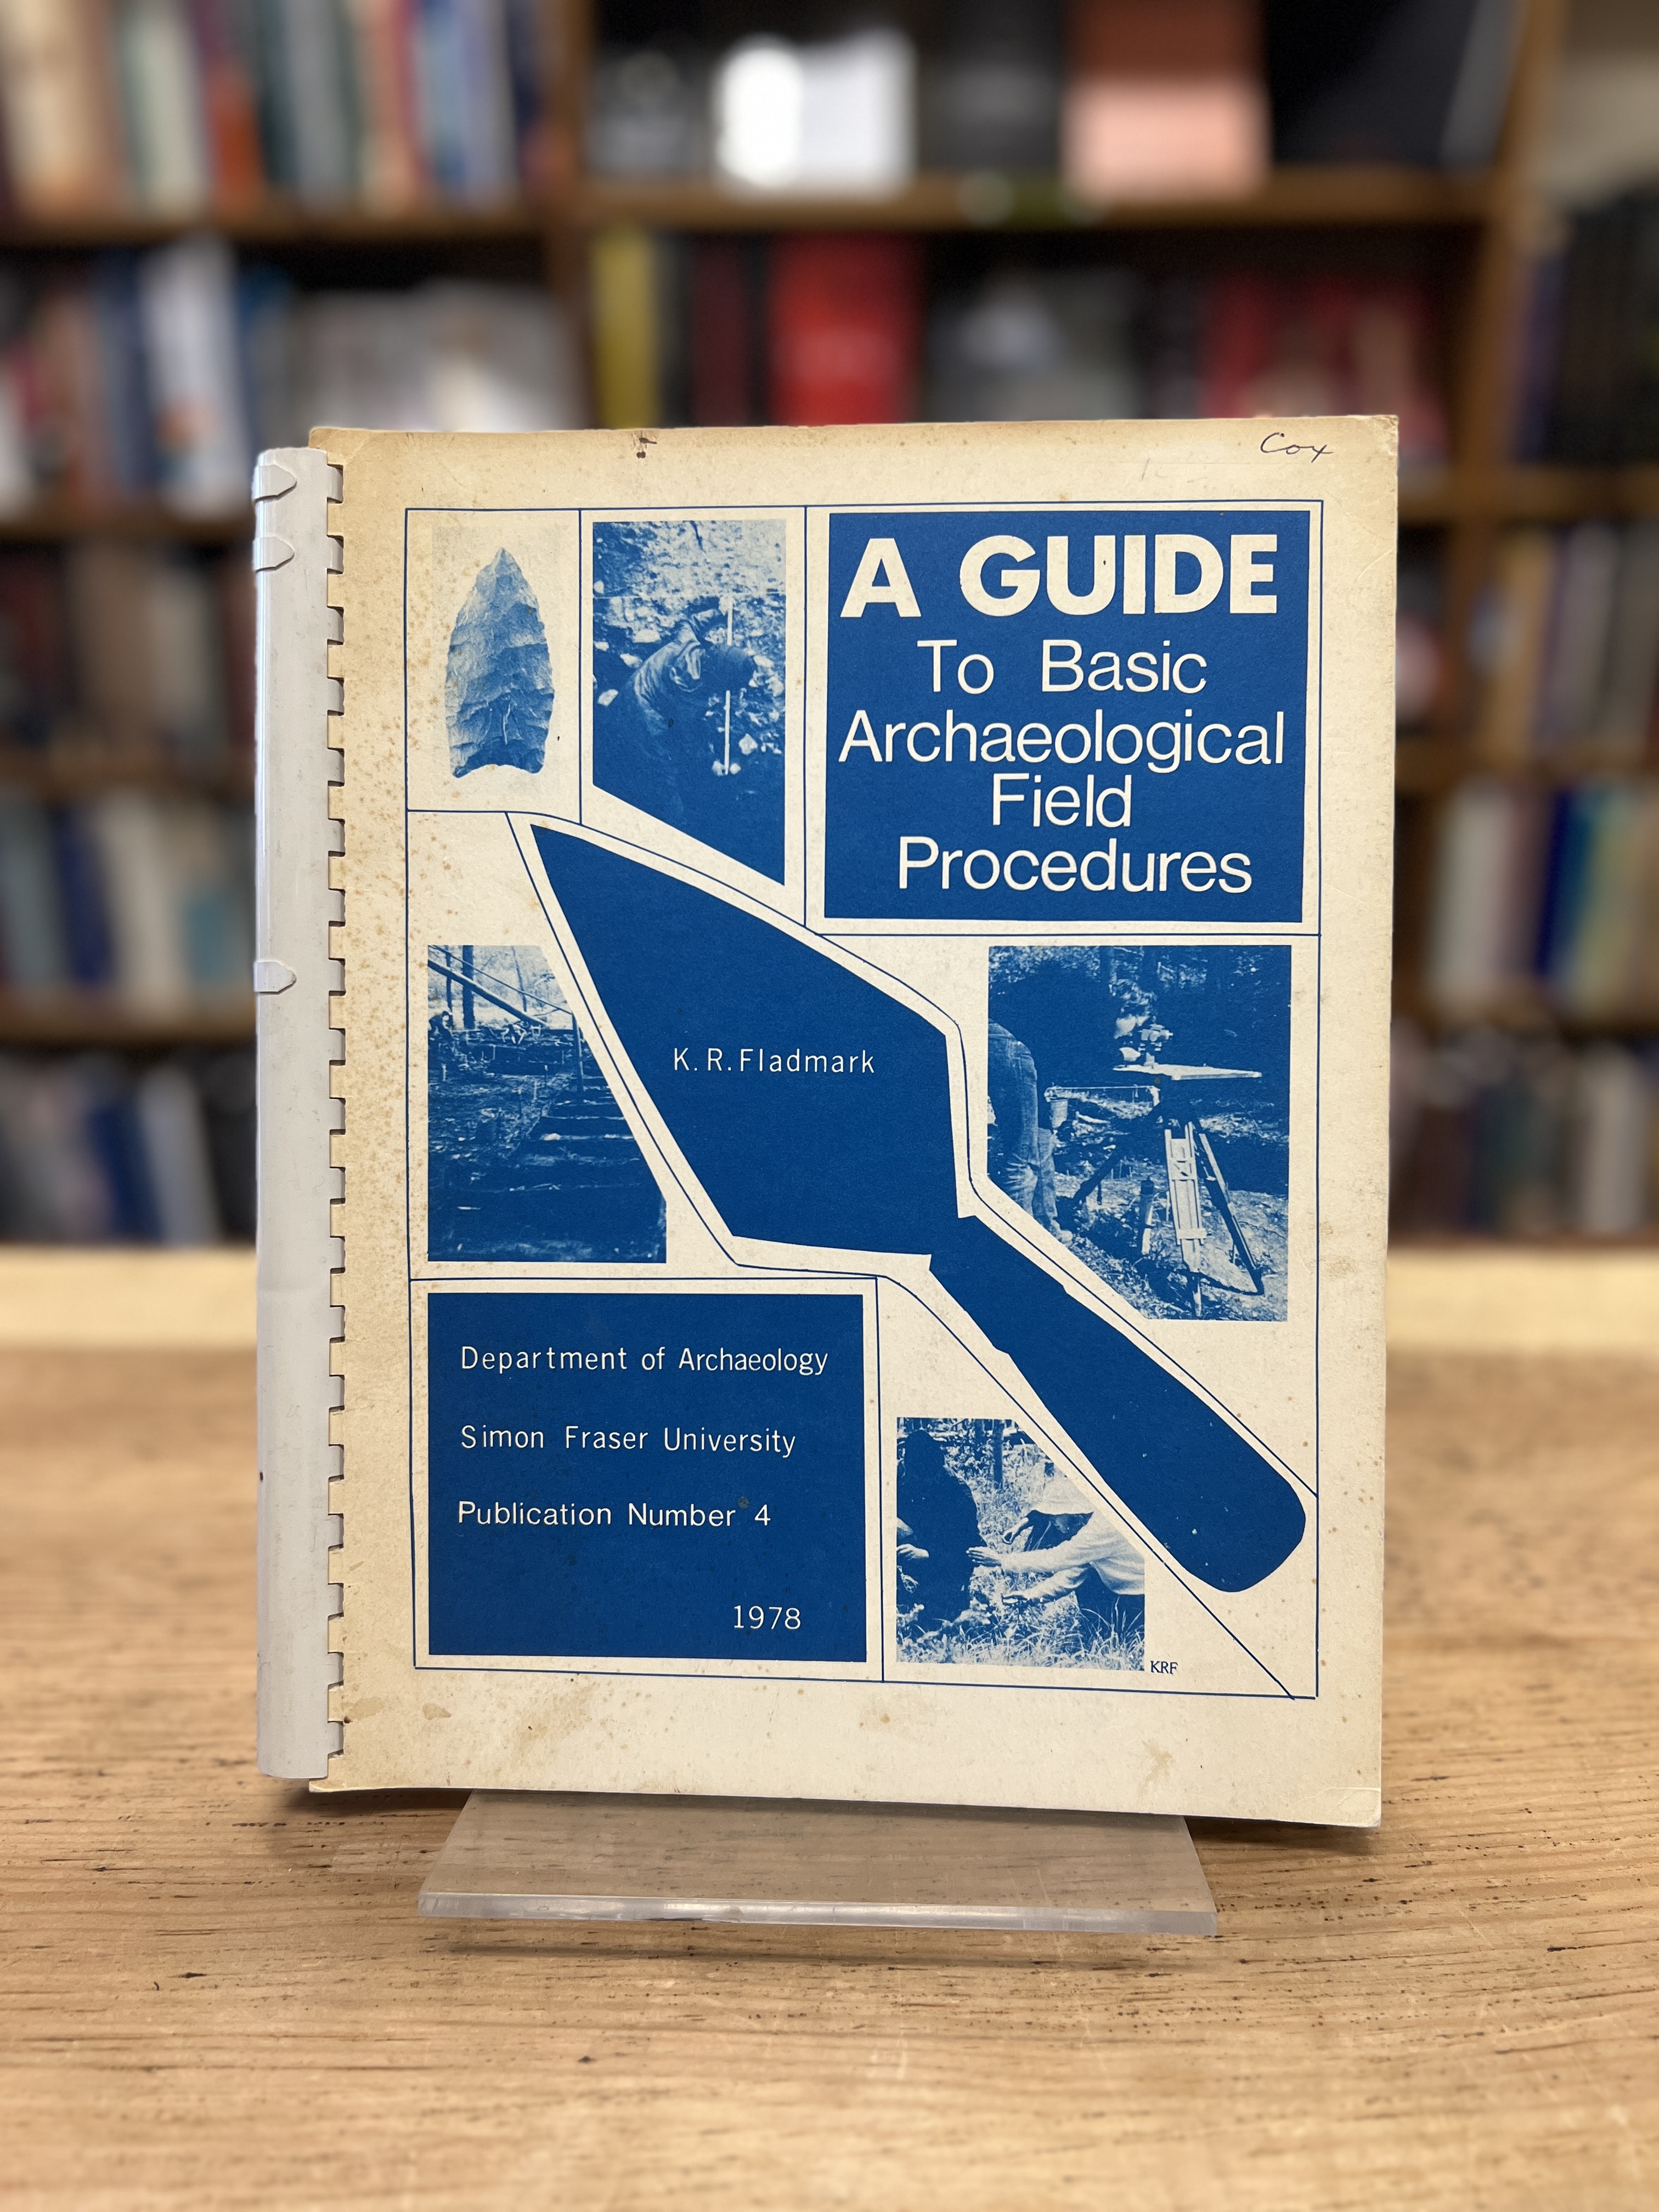 Cox
A GUIDE
To Basic
Archaeological
Field
Procedures
K. R. Fladmark
Department of Archaeology
Simon Fraser University
Publication Number 4
1978
KRF